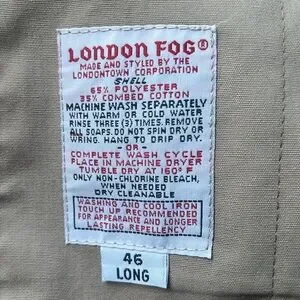 LONDON FOG®
MADE AND STYLED BY THE
LONDONTOWN CORPORATION
SHELL
65% POLYESTER
35% COMBED COTTON
MACHINE WASH SEPARATELY
WITH WARM OR COLD WATER
RINSE THREE (3) TIMES. REMOVE
ALL SOAPS. DO NOT SPIN DRY OR
WRING. HANG TO DRIP DRY.
-OR-
COMPLETE WASH CYCLE
PLACE IN MACHINE DRYER
TUMBLE DRY AT 160° F
ONLY NON-CHLORINE BLEACH,
WHEN NEEDED
DRY CLEANABLE
WASHING AND COOL IRON
TOUCH UP RECOMMENDED
FOR APPEARANCE AND LONGER
LASTING REPELLENCY
46
LONG